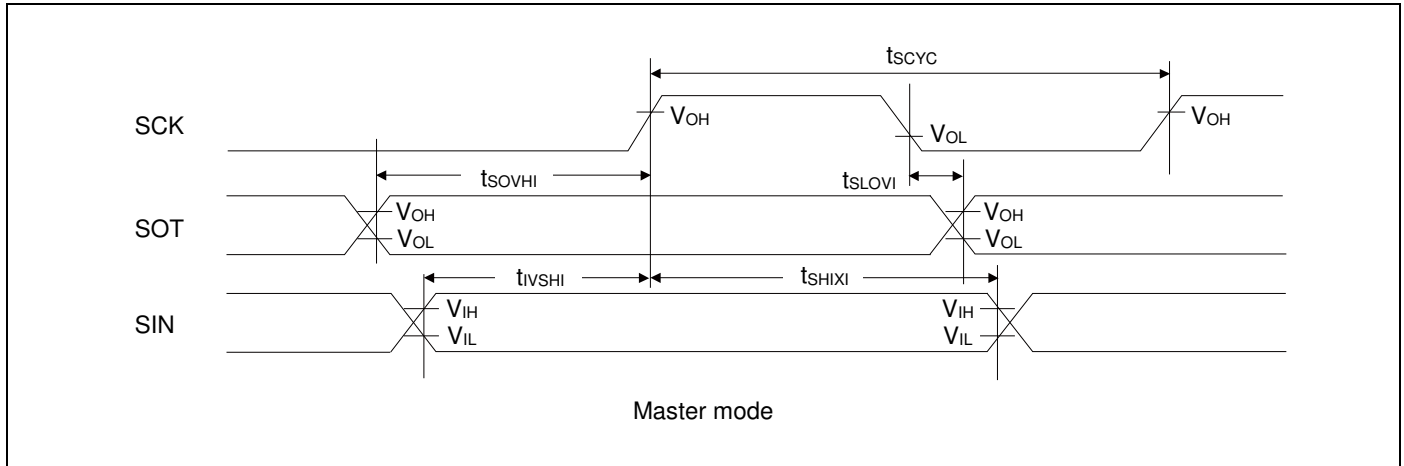 tSCYC
SCK
VOH
VOL
VOH
tSOVHI
tSLOVI
SOT
VOH
VOL
VOH
VOL
tIVSHI
tSHIXI
SIN
VIH
VIL
VIH
VIL
Master mode